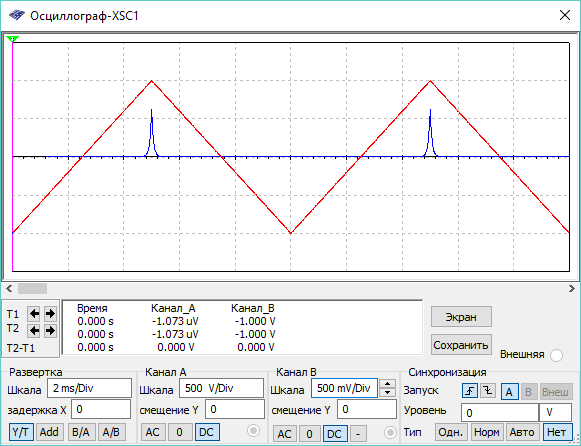 Осциллограф-XSC1
1
T1
T2
T2-T1
Время Канал_A Канал_B
0.000 s -1.073 uV -1.000 V
0.000 s -1.073 uV -1.000 V
0.000 s 0.000 V 0.000 V
Экран
Сохранить
Внешняя
Развертка
Шкала 2 ms/Div
задержка X 0
Y/T Add B/A A/B
Канал A
Шкала 500 V/Div
смещение Y 0
AC 0 DC
Канал B
Шкала 500 mV/Div
смещение Y 0
AC 0 DC -
Синхронизация
Запуск A B Внеш
Уровень 0 V
Тип Одн. Норм Авто Нет